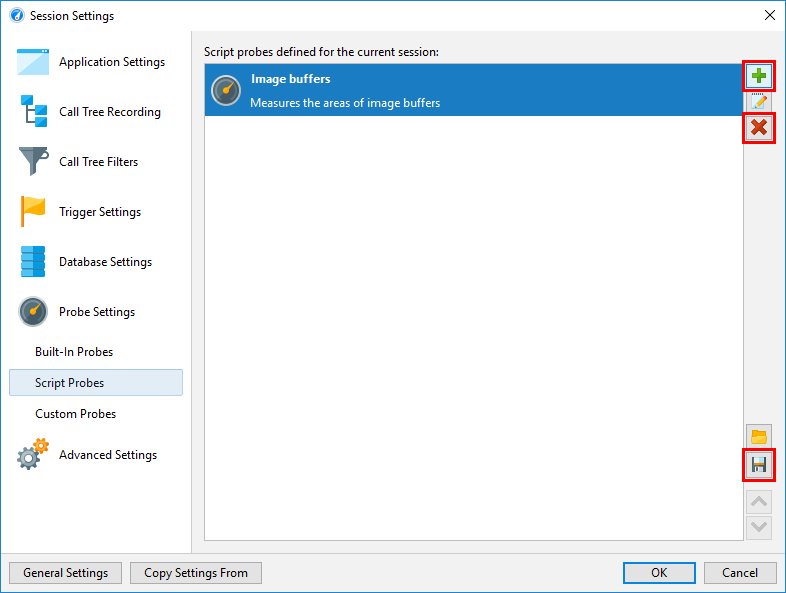 Session Settings
Application Settings
Call Tree Recording
Call Tree Filters
Trigger Settings
Database Settings
Probe Settings
Built-In Probes
Script Probes
Custom Probes
Advanced Settings
Script probes defined for the current session:
Image buffers
Measures the areas of image buffers
General Settings
Copy Settings From
OK
Cancel